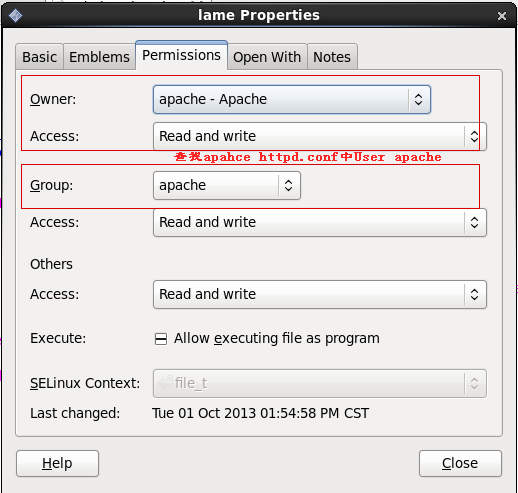 lame Properties
Basic Emblems Permissions Open With Notes
Owner: apache - Apache
Access: Read and write
查找apahce httpd.conf中User apache
Group: apache
Access: Read and write
Others
Access: Read and write
Execute: Allow executing file as program
SELinux Context: file_t
Last changed: Tue 01 Oct 2013 01:54:58 PM CST
Help Close